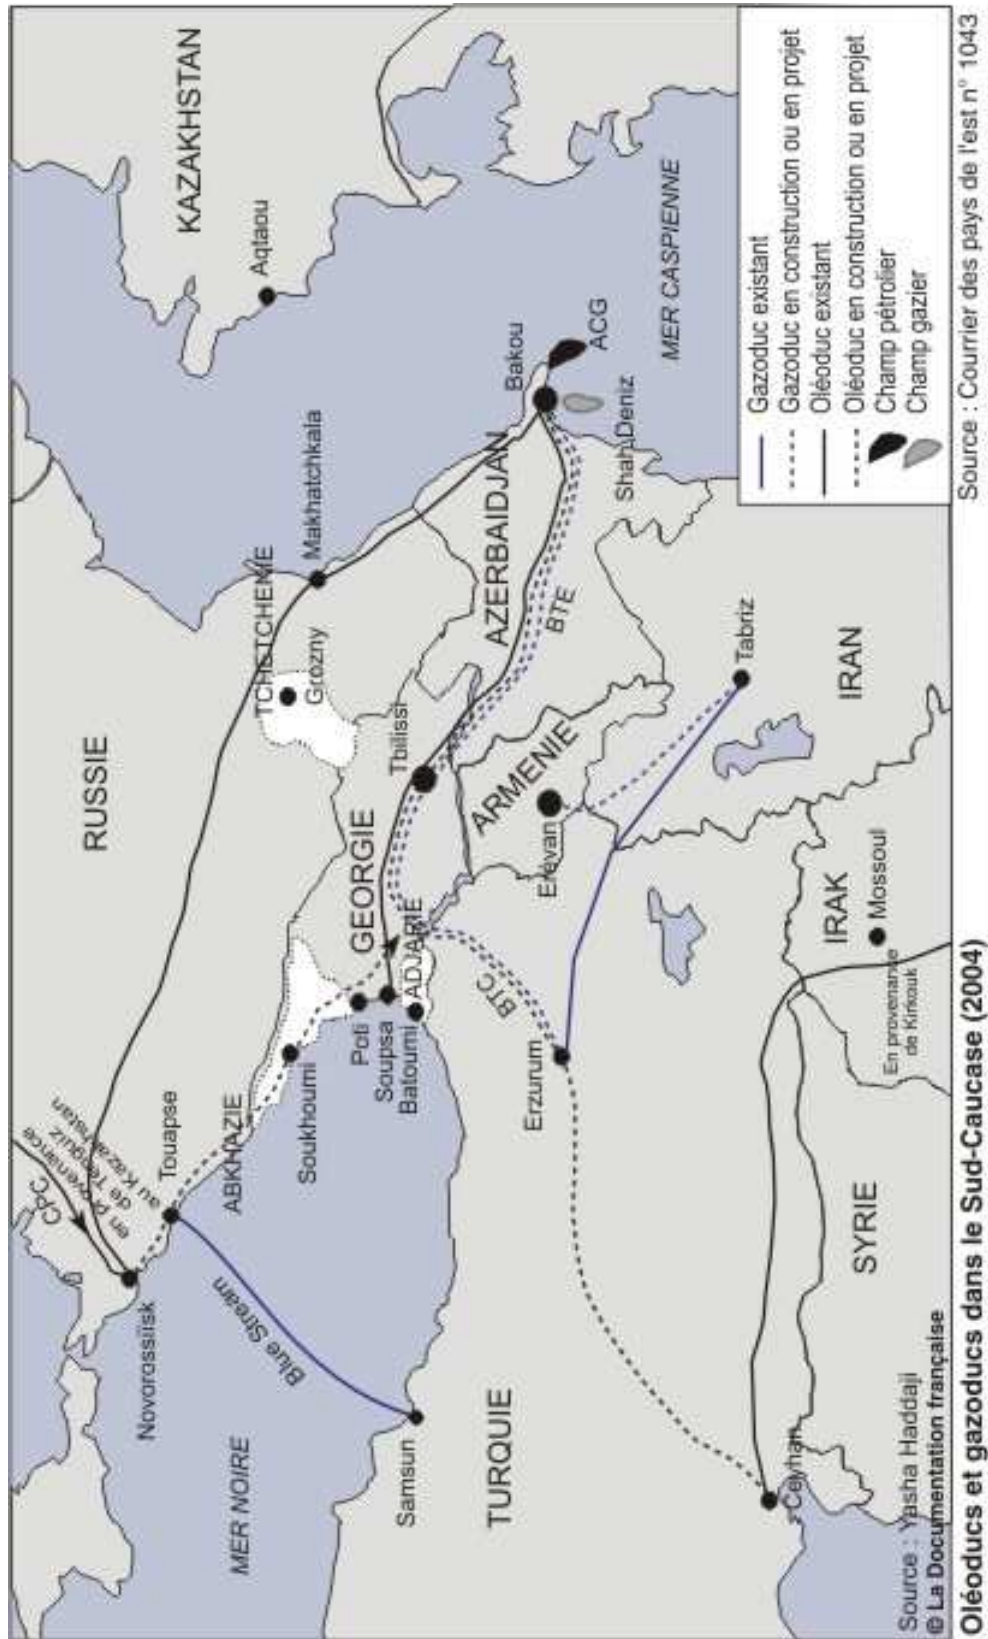 KAZAKHSTAN
Aqtaou
RUSSIE
CPC
en provenance
de Tenguiz
au Kazakhstan
Novorossiisk
Touapse
TCHETCHEME
Grozny
Makhatchkala
ABKHAZIE
Soukhoumi
Blue Stream
MER NOIRE
GEORGIE
Poti
Soupsa
Batoumi
ADJARIE
Tbilissi
AZERBAIDJAN
Bakou
ACG
Shah Deniz
MER CASPIENNE
BTE
BTC
ARMENIE
Erévan
Samsun
TURQUIE
Erzurum
Tabriz
IRAN
IRAK
Mossoul
En provenance
de Kirkouk
SYRIE
Ceyhan
Gazoduc existant
Gazoduc en construction ou en projet
Oléoduc existant
Oléoduc en construction ou en projet
Champ pétrolier
Champ gazier
Source : Yasha Haddaji
© La Documentation française
Oléoducs et gazoducs dans le Sud-Caucase (2004)
Source : Courrier des pays de l'est n° 1043